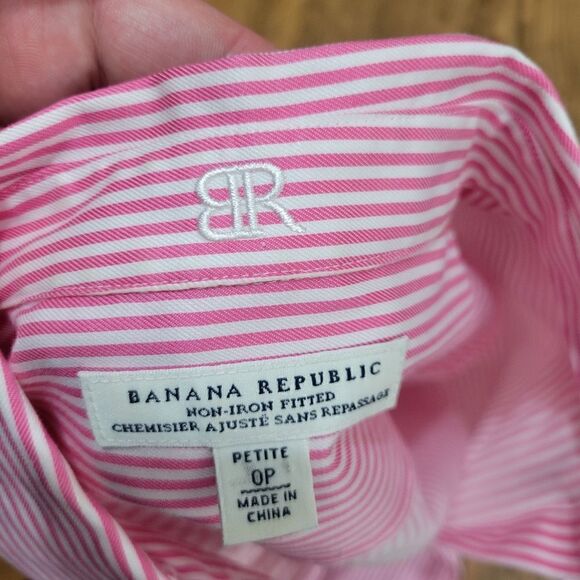 BR
BANANA REPUBLIC
NON-IRON FITTED
CHEMISIER AJUSTÉ SANS REPASSAGE
PETITE
0P
MADE IN
CHINA